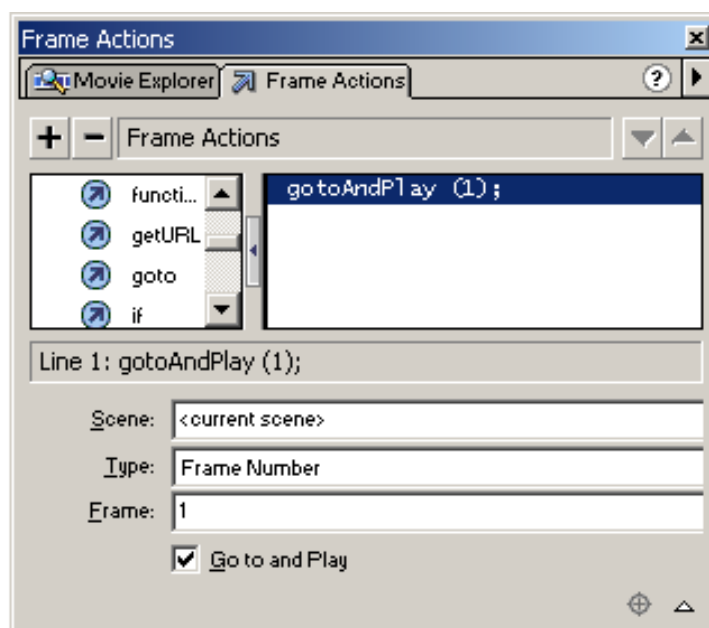 Frame Actions
Movie Explorer Frame Actions ?
+ - Frame Actions
functi... gotoAndPlay (1);
getURL
goto
if
Line 1: gotoAndPlay (1);
Scene: <current scene>
Type: Frame Number
Frame: 1
Go to and Play